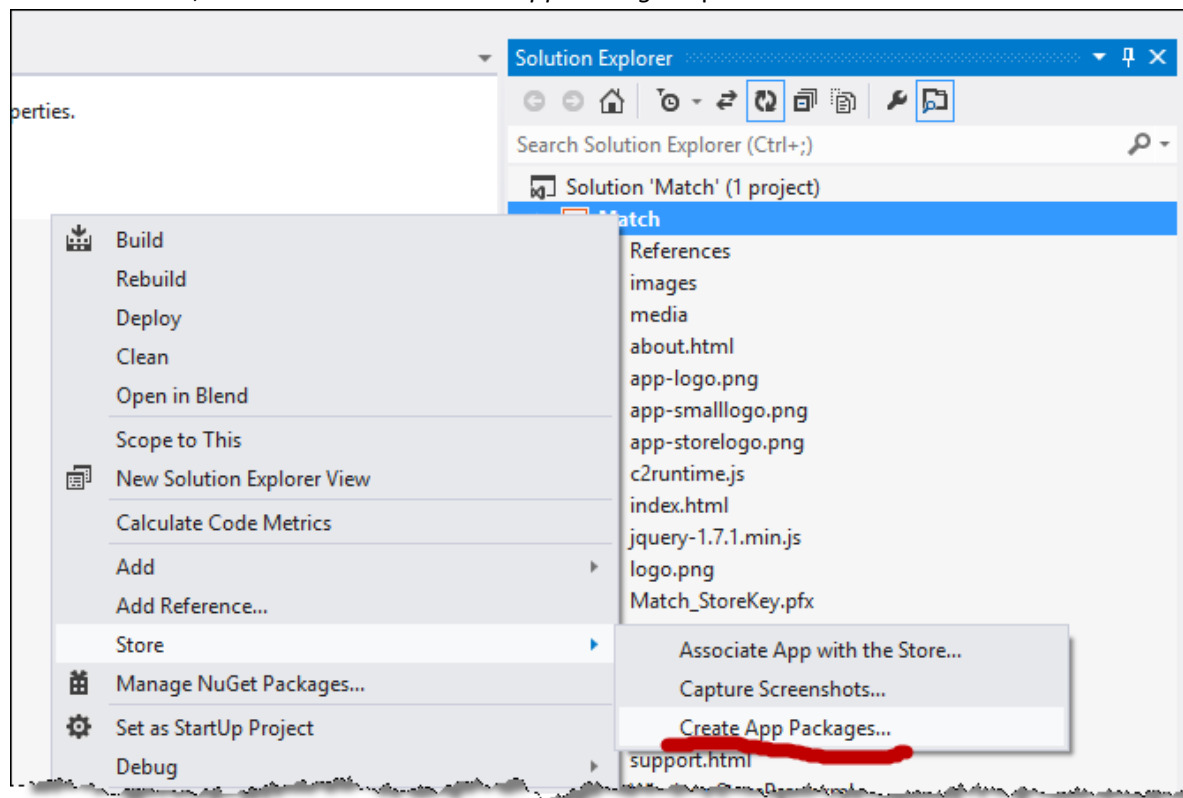 Solution Explorer
perties.
Search Solution Explorer (Ctrl+;)
Solution 'Match' (1 project)
atch
References
images
media
about.html
app-logo.png
app-smalllogo.png
app-storelogo.png
c2runtime.js
index.html
jquery-1.7.1.min.js
logo.png
Match_StoreKey.pfx
support.html
Build
Rebuild
Deploy
Clean
Open in Blend
Scope to This
New Solution Explorer View
Calculate Code Metrics
Add
Add Reference...
Store
Manage NuGet Packages...
Set as StartUp Project
Debug
Associate App with the Store...
Capture Screenshots...
Create App Packages...